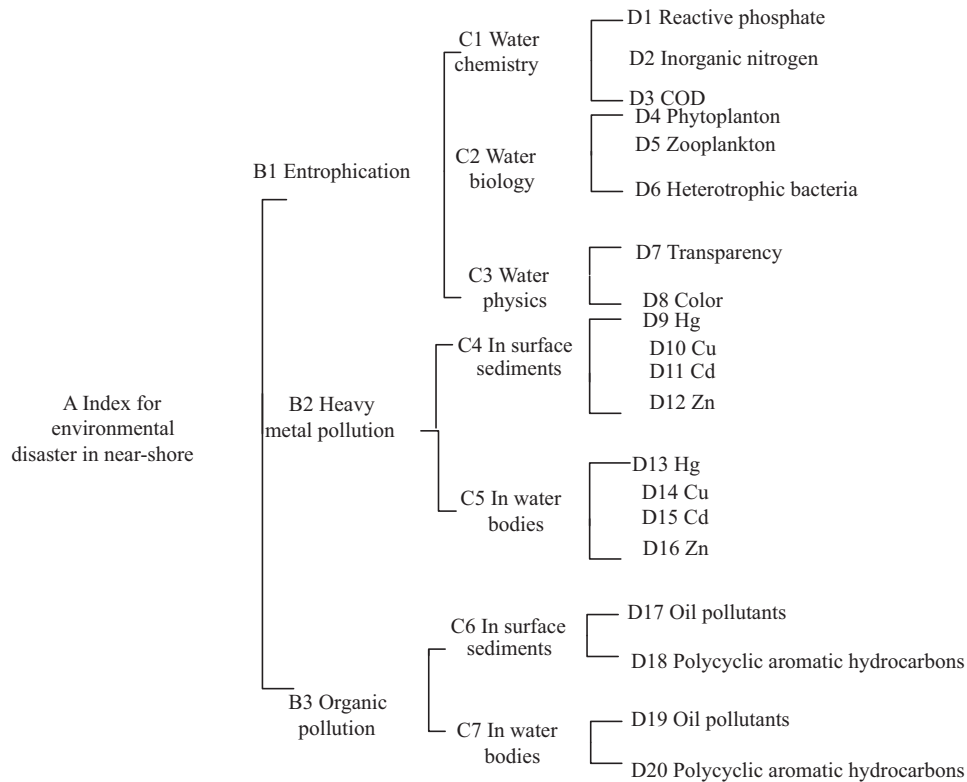 A Index for
environmental
disaster in near-shore
B1 Entrophication
C1 Water
chemistry
D1 Reactive phosphate
D2 Inorganic nitrogen
D3 COD
C2 Water
biology
D4 Phytoplanton
D5 Zooplankton
D6 Heterotrophic bacteria
C3 Water
physics
D7 Transparency
D8 Color
B2 Heavy
metal pollution
C4 In surface
sediments
D9 Hg
D10 Cu
D11 Cd
D12 Zn
C5 In water
bodies
D13 Hg
D14 Cu
D15 Cd
D16 Zn
B3 Organic
pollution
C6 In surface
sediments
D17 Oil pollutants
D18 Polycyclic aromatic hydrocarbons
C7 In water
bodies
D19 Oil pollutants
D20 Polycyclic aromatic hydrocarbons